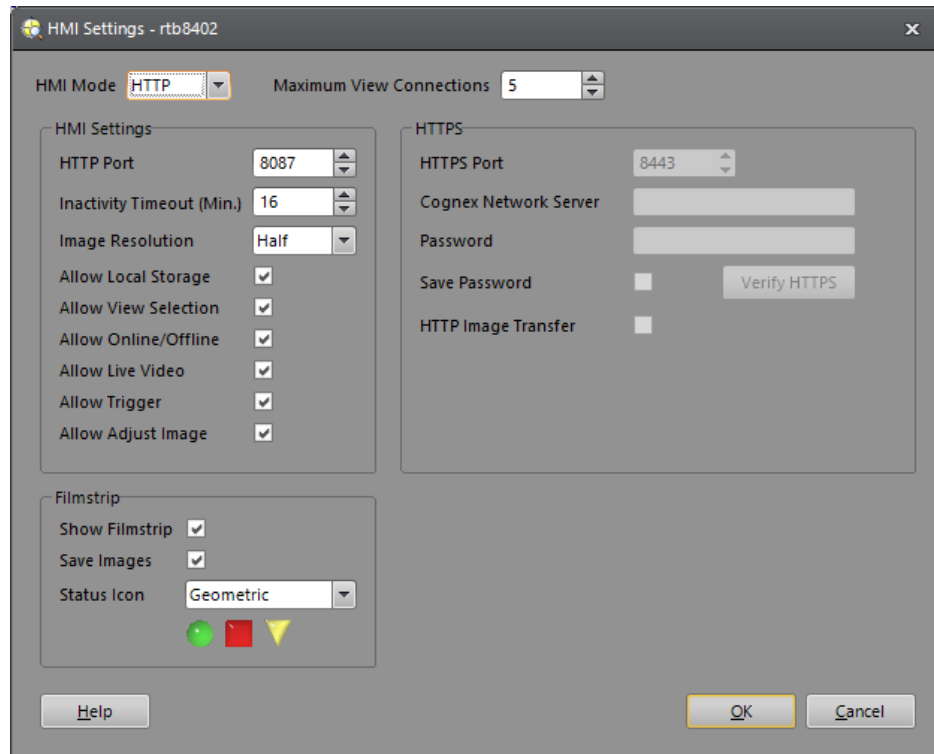 HMI Settings - rtb8402
HMI Mode HTTP Maximum View Connections 5
HMI Settings
HTTP Port 8087
Inactivity Timeout (Min.) 16
Image Resolution Half
Allow Local Storage
Allow View Selection
Allow Online/Offline
Allow Live Video
Allow Trigger
Allow Adjust Image
HTTPS
HTTPS Port 8443
Cognex Network Server
Password
Save Password Verify HTTPS
HTTP Image Transfer
Filmstrip
Show Filmstrip
Save Images
Status Icon Geometric
Help OK Cancel